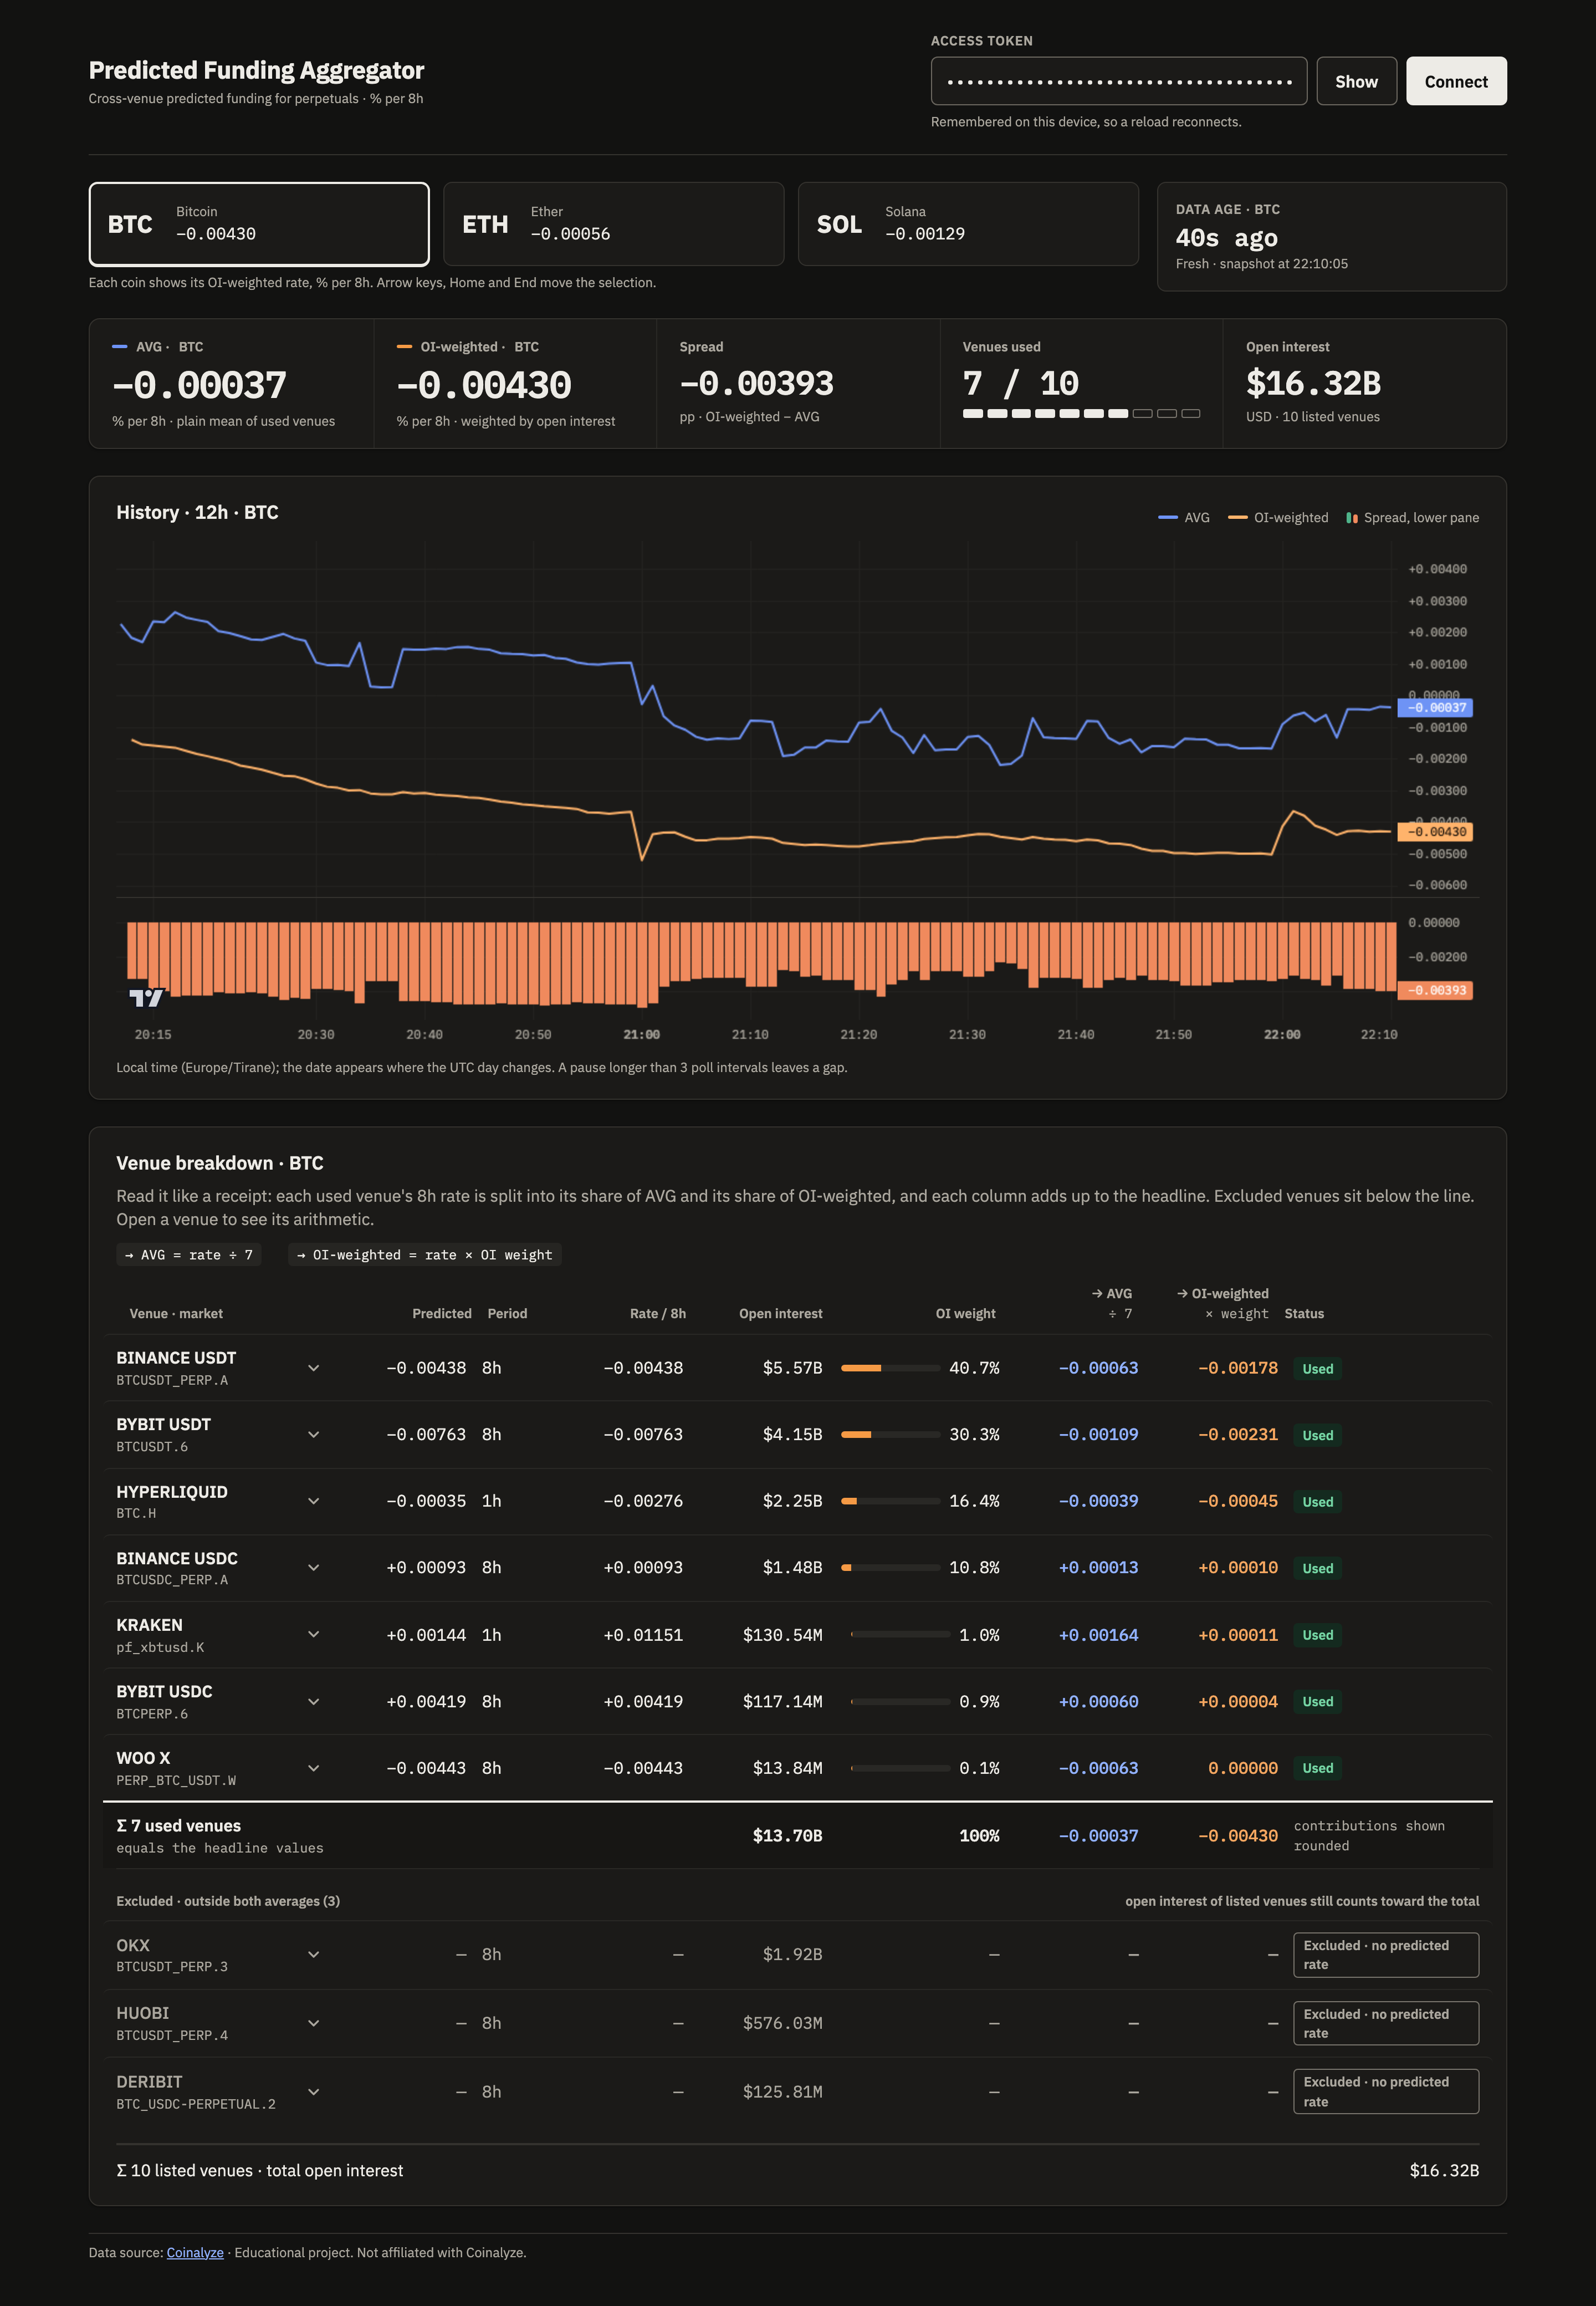 Predicted Funding Aggregator
Cross-venue predicted funding for perpetuals · % per 8h
ACCESS TOKEN
Show
Connect
Remembered on this device, so a reload reconnects.
BTC
Bitcoin
−0.00430
ETH
Ether
−0.00056
SOL
Solana
−0.00129
DATA AGE · BTC
40s ago
Fresh · snapshot at 22:10:05
Each coin shows its OI-weighted rate, % per 8h. Arrow keys, Home and End move the selection.
AVG · BTC
−0.00037
% per 8h · plain mean of used venues
OI-weighted · BTC
−0.00430
% per 8h · weighted by open interest
Spread
−0.00393
pp · OI-weighted − AVG
Venues used
7 / 10
Open interest
$16.32B
USD · 10 listed venues
History · 12h · BTC
AVG
OI-weighted
Spread, lower pane
+0.00400
+0.00300
+0.00200
+0.00100
0.00000
−0.00037
−0.00100
−0.00200
−0.00300
−0.00400
−0.00430
−0.00500
−0.00600
0.00000
−0.00200
−0.00393
20:15 20:30 20:40 20:50 21:00 21:10 21:20 21:30 21:40 21:50 22:00 22:10
Local time (Europe/Tirane); the date appears where the UTC day changes. A pause longer than 3 poll intervals leaves a gap.
Venue breakdown · BTC
Read it like a receipt: each used venue's 8h rate is split into its share of AVG and its share of OI-weighted, and each column adds up to the headline. Excluded venues sit below the line.
Open a venue to see its arithmetic.
→ AVG = rate ÷ 7
→ OI-weighted = rate × OI weight
→ AVG → OI-weighted
Venue · market Predicted Period Rate / 8h Open interest OI weight ÷ 7 × weight Status
BINANCE USDT
BTCUSDT_PERP.A
−0.00438 8h −0.00438 $5.57B 40.7% −0.00063 −0.00178 Used
BYBIT USDT
BTCUSDT.6
−0.00763 8h −0.00763 $4.15B 30.3% −0.00109 −0.00231 Used
HYPERLIQUID
BTC.H
−0.00035 1h −0.00276 $2.25B 16.4% −0.00039 −0.00045 Used
BINANCE USDC
BTCUSDC_PERP.A
+0.00093 8h +0.00093 $1.48B 10.8% +0.00013 +0.00010 Used
KRAKEN
pf_xbtusd.K
+0.00144 1h +0.01151 $130.54M 1.0% +0.00164 +0.00011 Used
BYBIT USDC
BTCPERP.6
+0.00419 8h +0.00419 $117.14M 0.9% +0.00060 +0.00004 Used
WOO X
PERP_BTC_USDT.W
−0.00443 8h −0.00443 $13.84M 0.1% −0.00063 0.00000 Used
Σ 7 used venues
equals the headline values
$13.70B 100% −0.00037 −0.00430
contributions shown
rounded
Excluded · outside both averages (3)
open interest of listed venues still counts toward the total
OKX
BTCUSDT_PERP.3
— 8h — $1.92B — — —
Excluded · no predicted
rate
HUOBI
BTCUSDT_PERP.4
— 8h — $576.03M — — —
Excluded · no predicted
rate
DERIBIT
BTC_USDC-PERPETUAL.2
— 8h — $125.81M — — —
Excluded · no predicted
rate
Σ 10 listed venues · total open interest $16.32B
Data source: Coinalyze · Educational project. Not affiliated with Coinalyze.